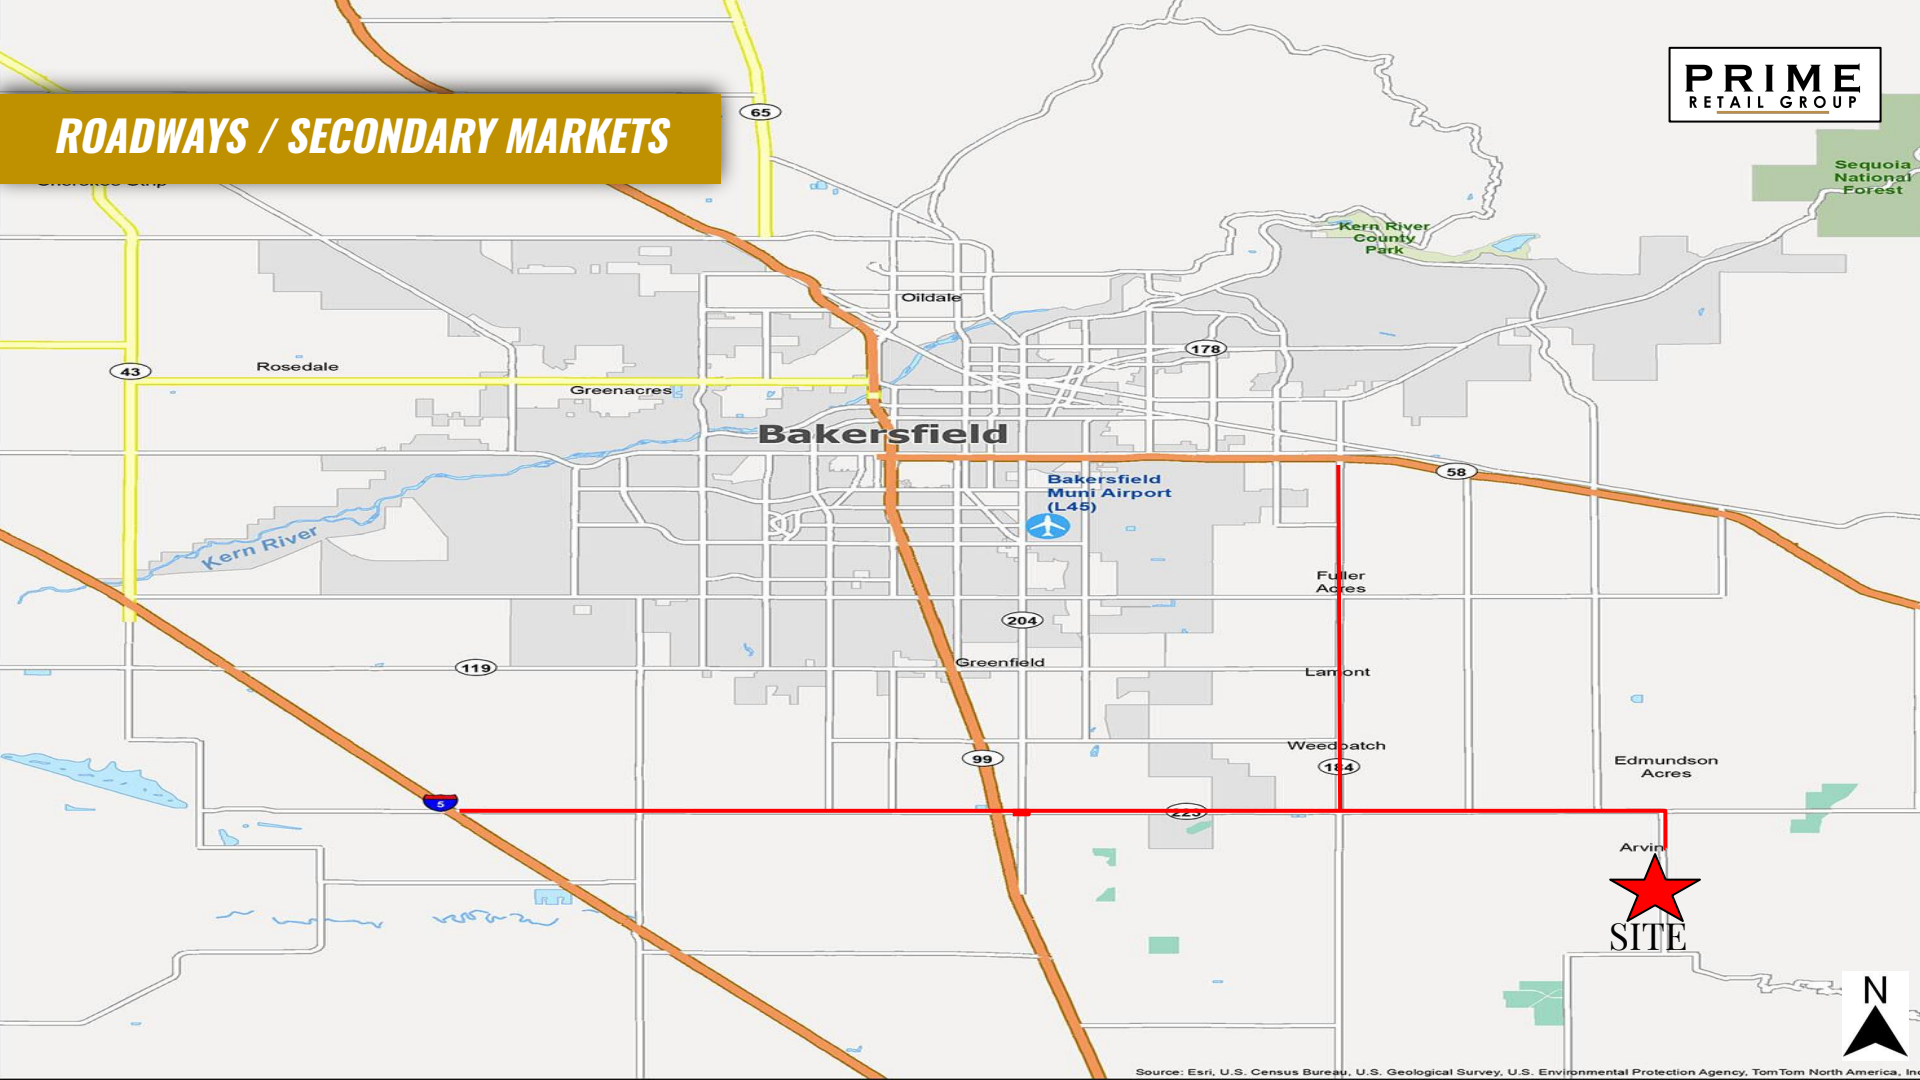 PRIME
RETAIL GROUP
65
ROADWAYS / SECONDARY MARKETS
Sequoia
National
Forest
Kern River
County
Park
Oildale
178
43
Rosedale
Greenacres
Bakersfield
58
Bakersfield
Muni Airport
(L45)
Kern River
Fuller
Acres
204
119
Greenfield
Lamont
Weedpatch
99
184
Edmundson
Acres
5
223
Arvin
SITE
N
Source: Esri, U.S. Census Bureau, U.S. Geological Survey, U.S. Environmental Protection Agency, TomTom North America, Inc